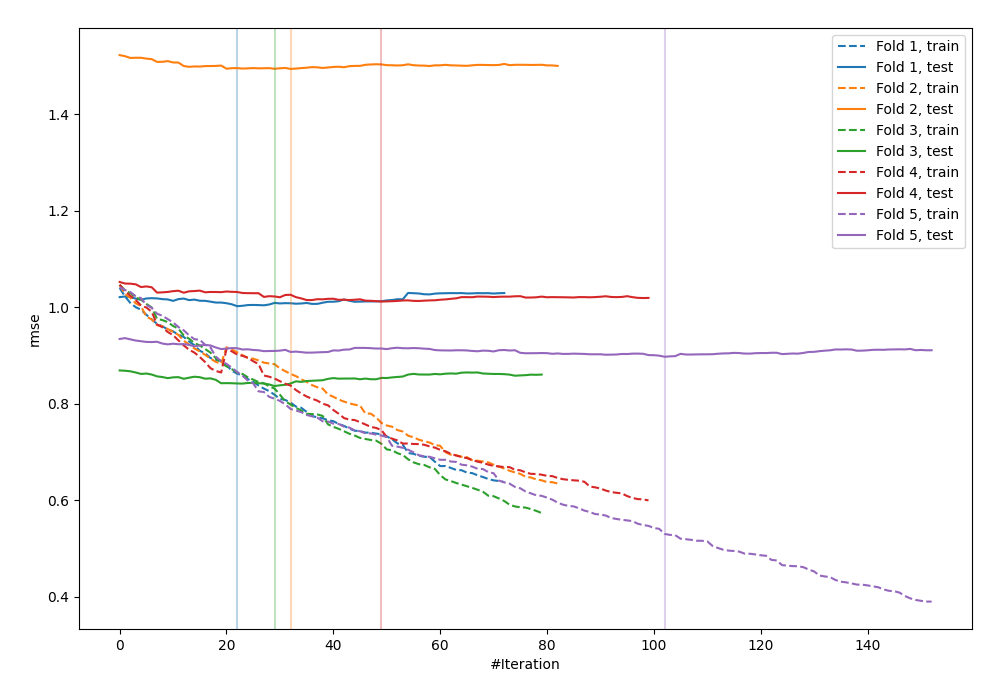 Fold 1, train
Fold 1, test
Fold 2, train
Fold 2, test
Fold 3, train
Fold 3, test
Fold 4, train
Fold 4, test
Fold 5, train
Fold 5, test
1.4
1.2
1.0
0.8
0.6
0.4
rmse
0 20 40 60 80 100 120 140
#Iteration